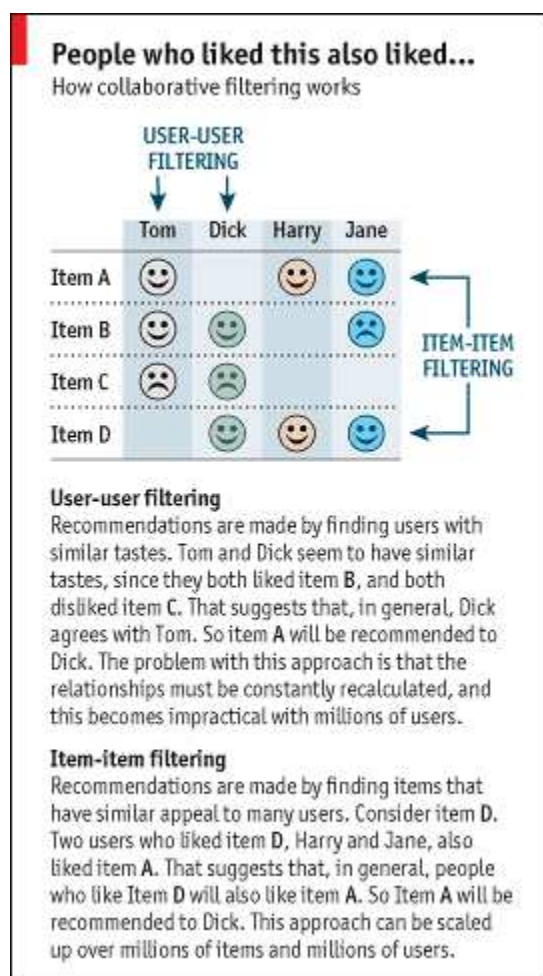 People who liked this also liked...
How collaborative filtering works
USER-USER
FILTERING
Tom Dick Harry Jane
Item A
Item B
ITEM-ITEM
FILTERING
Item C
Item D
User-user filtering
Recommendations are made by finding users with
similar tastes. Tom and Dick seem to have similar
tastes, since they both liked item B, and both
disliked item C. That suggests that, in general, Dick
agrees with Tom. So item A will be recommended to
Dick. The problem with this approach is that the
relationships must be constantly recalculated, and
this becomes impractical with millions of users.
Item-item filtering
Recommendations are made by finding items that
have similar appeal to many users. Consider item D.
Two users who liked item D, Harry and Jane, also
liked item A. That suggests that, in general, people
who like Item D will also like item A. So Item A will be
recommended to Dick. This approach can be scaled
up over millions of items and millions of users.